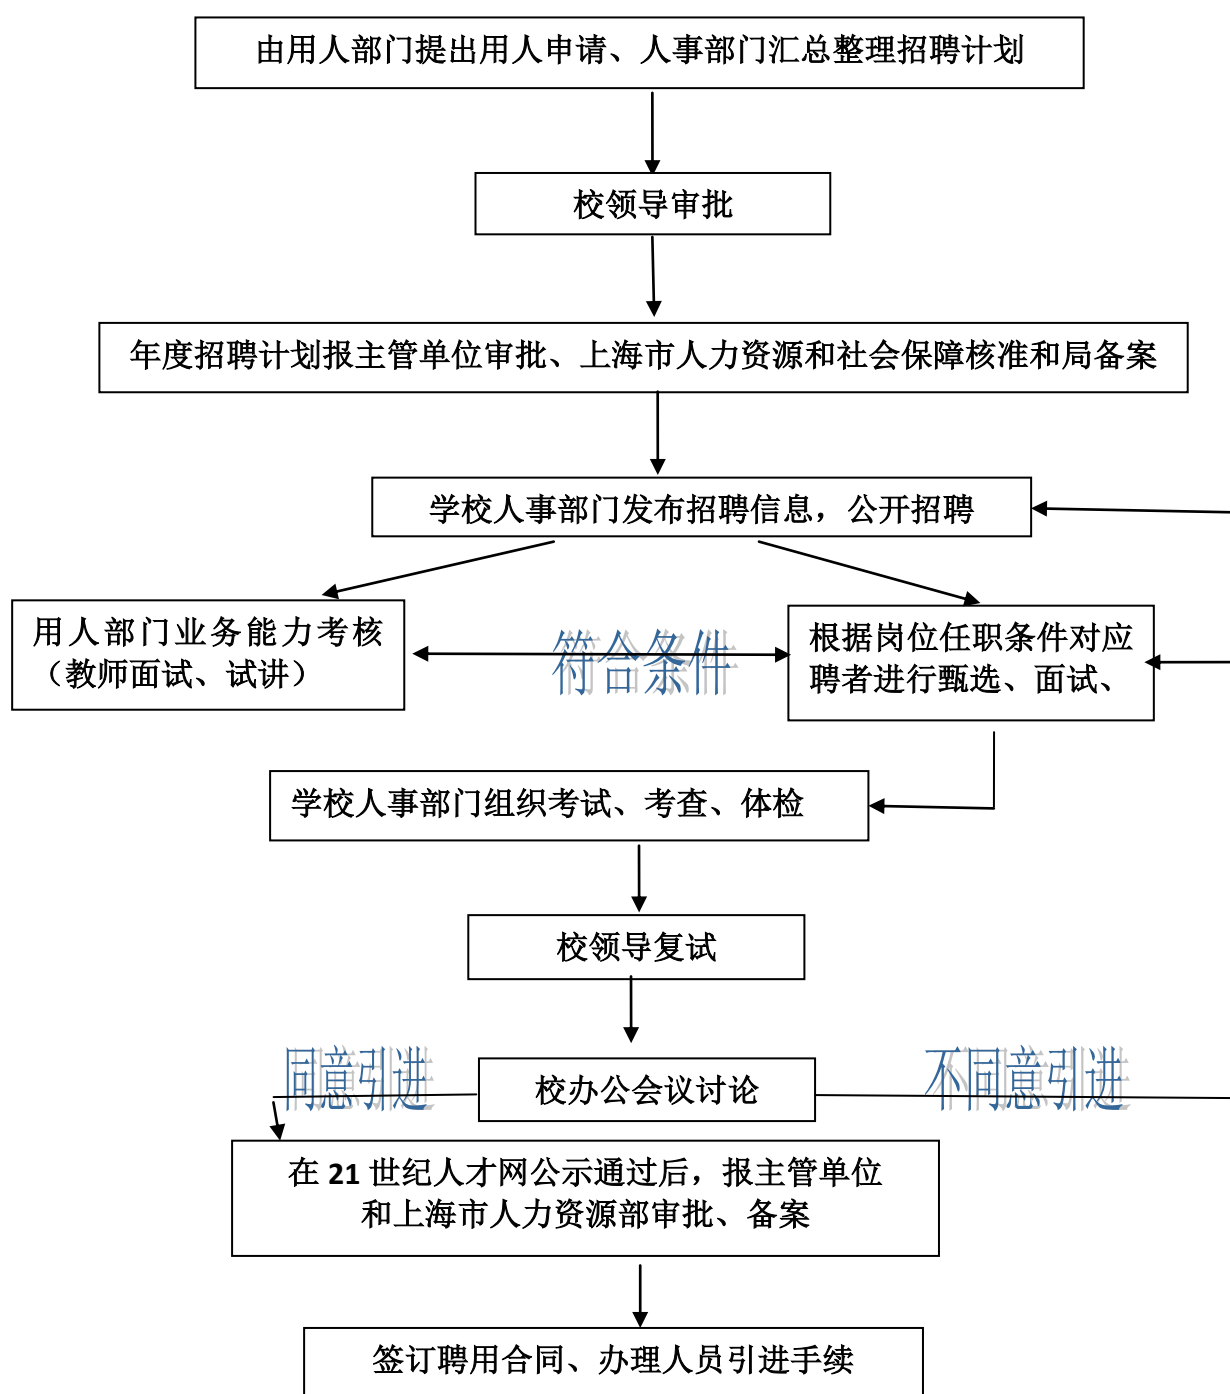 由用人部门提出用人申请、人事部门汇总整理招聘计划
校领导审批
年度招聘计划报主管单位审批、上海市人力资源和社会保障核准和局备案
学校人事部门发布招聘信息，公开招聘
用人部门业务能力考核
（教师面试、试讲）
符合条件
根据岗位任职条件对应
聘者进行甄选、面试、
学校人事部门组织考试、考查、体检
校领导复试
同意引进
校办公会议讨论
不同意引进
在 21 世纪人才网公示通过后，报主管单位
和上海市人力资源部审批、备案
签订聘用合同、办理人员引进手续